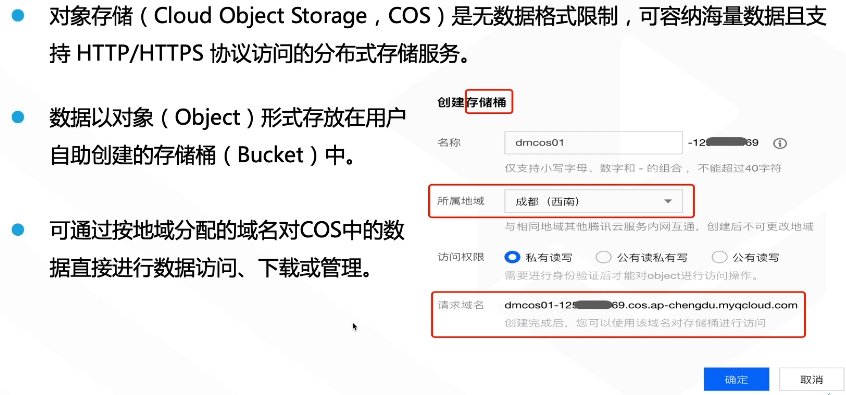 对象存储（Cloud Object Storage，COS）是无数据格式限制，可容纳海量数据且支
持 HTTP/HTTPS 协议访问的分布式存储服务。
数据以对象（Object）形式存放在用户
自助创建的存储桶（Bucket）中。
可通过按地域分配的域名对COS中的数
据直接进行数据访问、下载或管理。
创建存储桶
名称 dmcos01 -12 69
仅支持小写字母、数字和 - 的组合 ，不能超过40字符
所属地域 成都（西南）
与相同地域其他腾讯云服务内网互通，创建后不可更改地域
访问权限 私有读写 公有读私有写 公有读写
需要进行身份验证后才能对object进行访问操作。
请求域名 dmcos01-125 69.cos.ap-chengdu.myqcloud.com
创建完成后，您可以使用该域名对存储桶进行访问
确定 取消